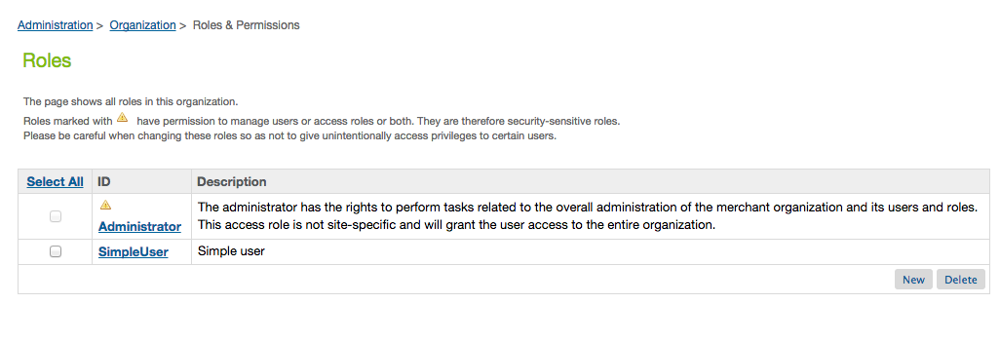 Administration > Organization > Roles & Permissions
Roles
The page shows all roles in this organization.
Roles marked with have permission to manage users or access roles or both. They are therefore security-sensitive roles.
Please be careful when changing these roles so as not to give unintentionally access privileges to certain users.
Select All ID Description
Administrator The administrator has the rights to perform tasks related to the overall administration of the merchant organization and its users and roles.
This access role is not site-specific and will grant the user access to the entire organization.
SimpleUser Simple user
New Delete